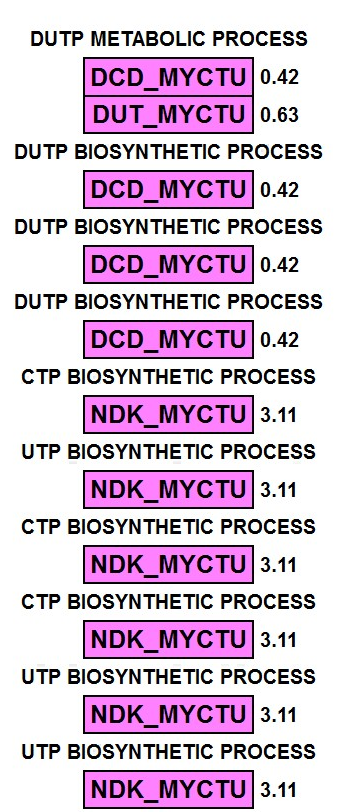 DUTP METABOLIC PROCESS
DCD_MYCTU 0.42
DUT_MYCTU 0.63
DUTP BIOSYNTHETIC PROCESS
DCD_MYCTU 0.42
DUTP BIOSYNTHETIC PROCESS
DCD_MYCTU 0.42
DUTP BIOSYNTHETIC PROCESS
DCD_MYCTU 0.42
CTP BIOSYNTHETIC PROCESS
NDK_MYCTU 3.11
UTP BIOSYNTHETIC PROCESS
NDK_MYCTU 3.11
CTP BIOSYNTHETIC PROCESS
NDK_MYCTU 3.11
CTP BIOSYNTHETIC PROCESS
NDK_MYCTU 3.11
UTP BIOSYNTHETIC PROCESS
NDK_MYCTU 3.11
UTP BIOSYNTHETIC PROCESS
NDK_MYCTU 3.11